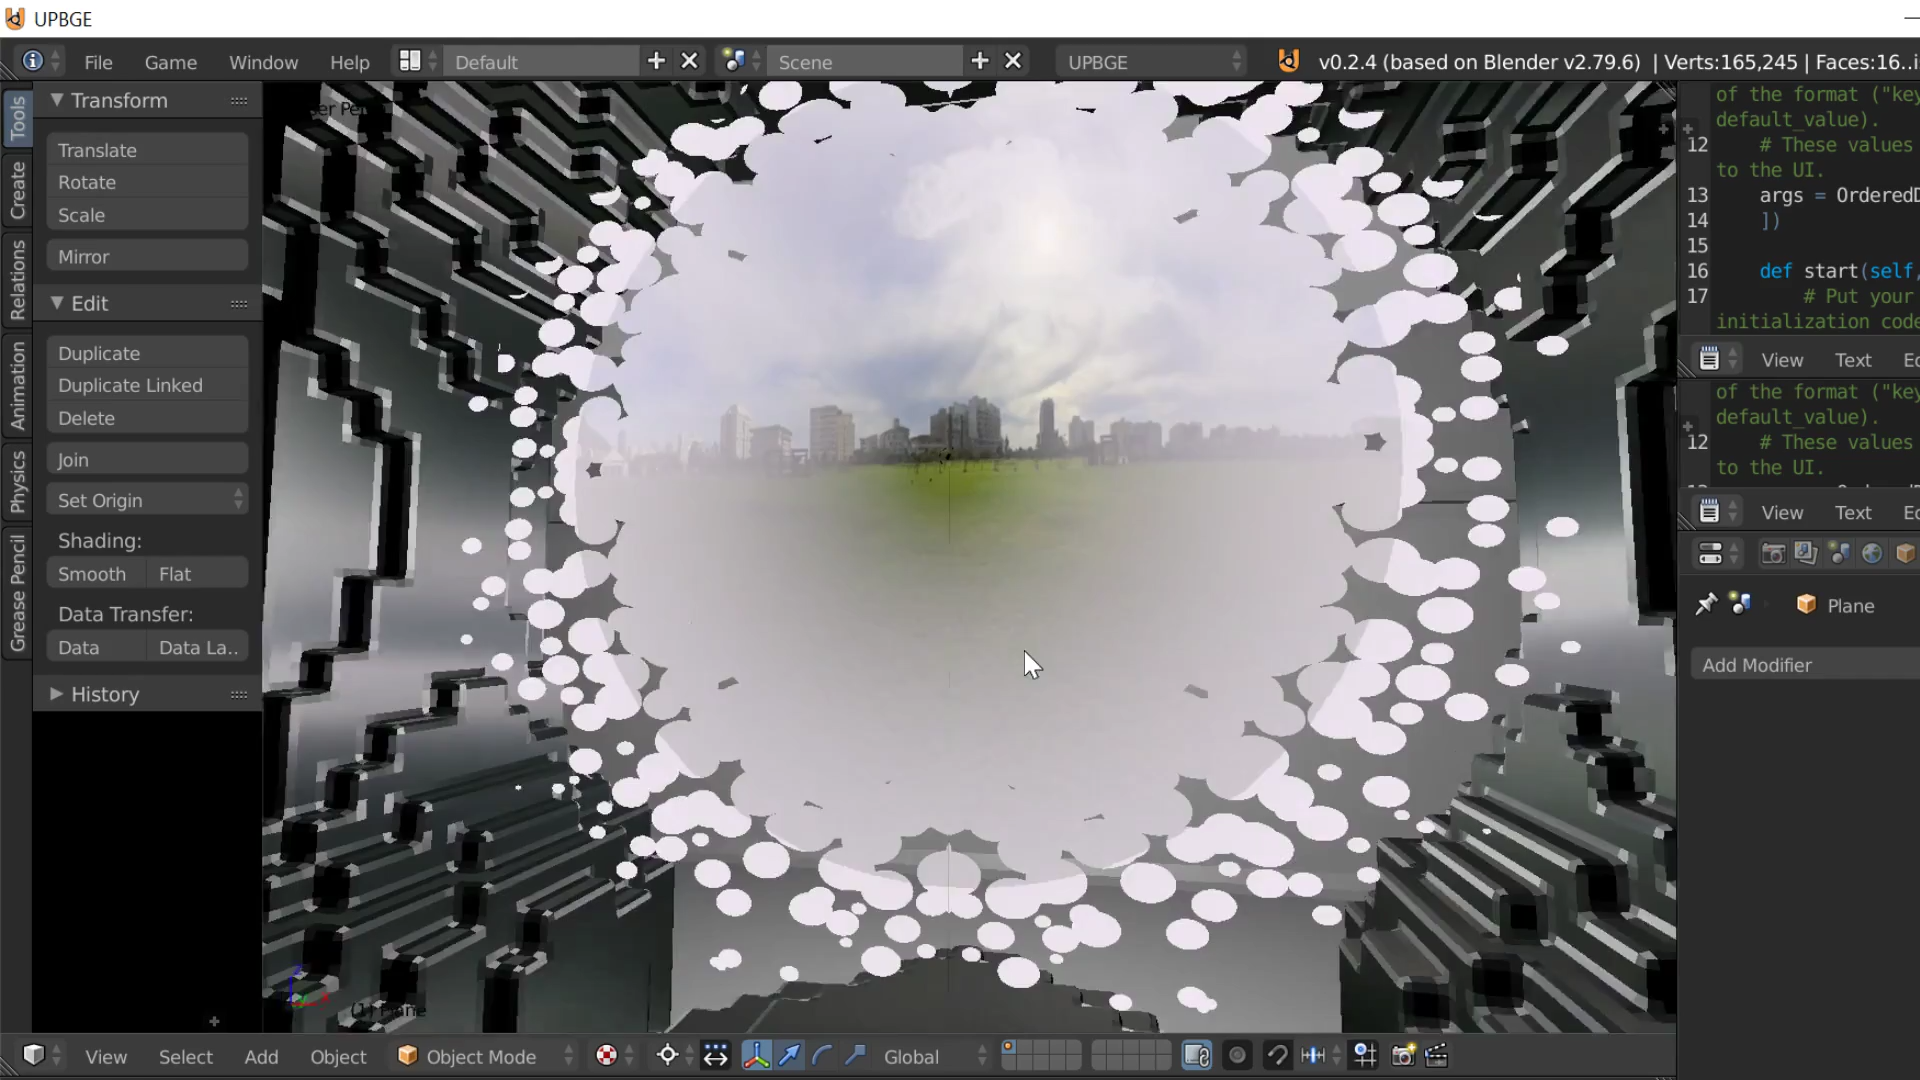 UPBGE
File Game Window Help Default Scene UPBGE v0.2.4 (based on Blender v2.79.6) | Verts:165,245 | Faces:16..
Tools
Create
Relations
Animation
Physics
Grease Pencil
Transform
Translate
Rotate
Scale
Mirror
Edit
Duplicate
Duplicate Linked
Delete
Join
Set Origin
Shading:
Smooth Flat
Data Transfer:
Data Data La..
History
of the format ("key
default_value).
12 # These values
to the UI.
13 args = OrderedD
14 ])
15
16 def start(self,
17 # Put your
initialization code
View Text
of the format ("key
default_value).
12 # These values
to the UI.
View Text
Plane
Add Modifier
View Select Add Object Object Mode Global